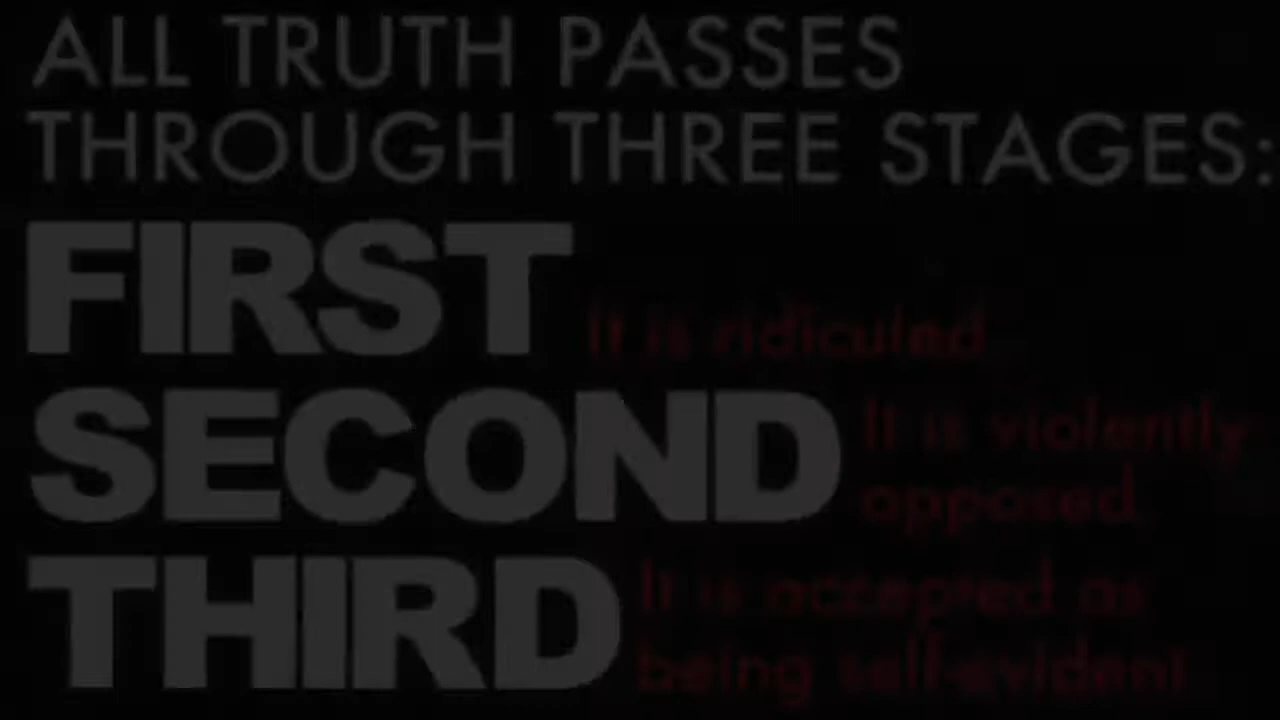 ALL TRUTH PASSES
THROUGH THREE STAGES:
FIRST It is ridiculed.
SECOND It is violently
opposed.
THIRD It is accepted as
being self-evident.